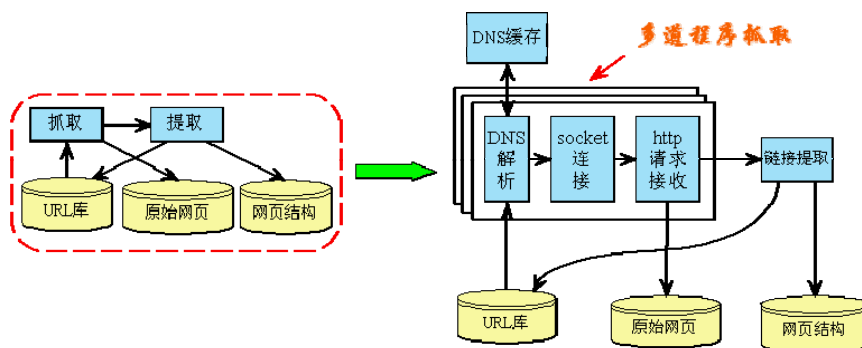 抓取
提取
URL库
原始网页
网页结构
DNS缓存
多道程序抓取
DNS
解
析
socket
连
接
http
请求
接收
链接提取
URL库
原始网页
网页结构